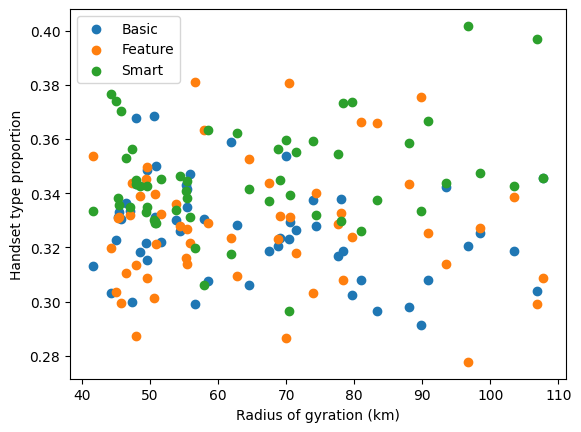 Basic
Feature
Smart
0.40
0.38
0.36
0.34
0.32
0.30
0.28
Handset type proportion
40 50 60 70 80 90 100 110
Radius of gyration (km)